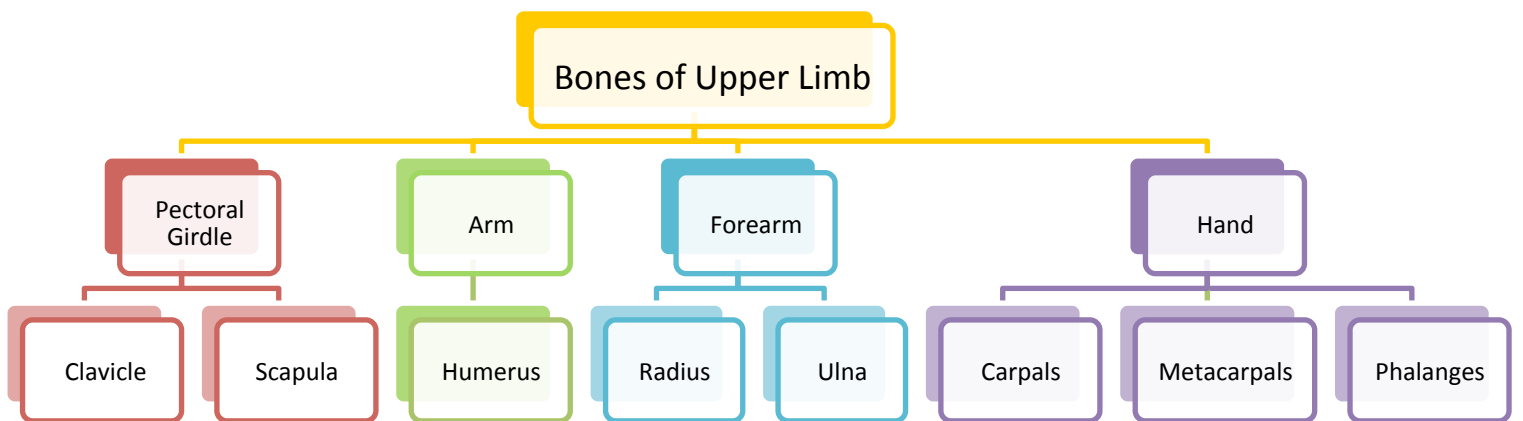 Bones of Upper Limb
Pectoral
Girdle
Arm
Forearm
Hand
Clavicle
Scapula
Humerus
Radius
Ulna
Carpals
Metacarpals
Phalanges